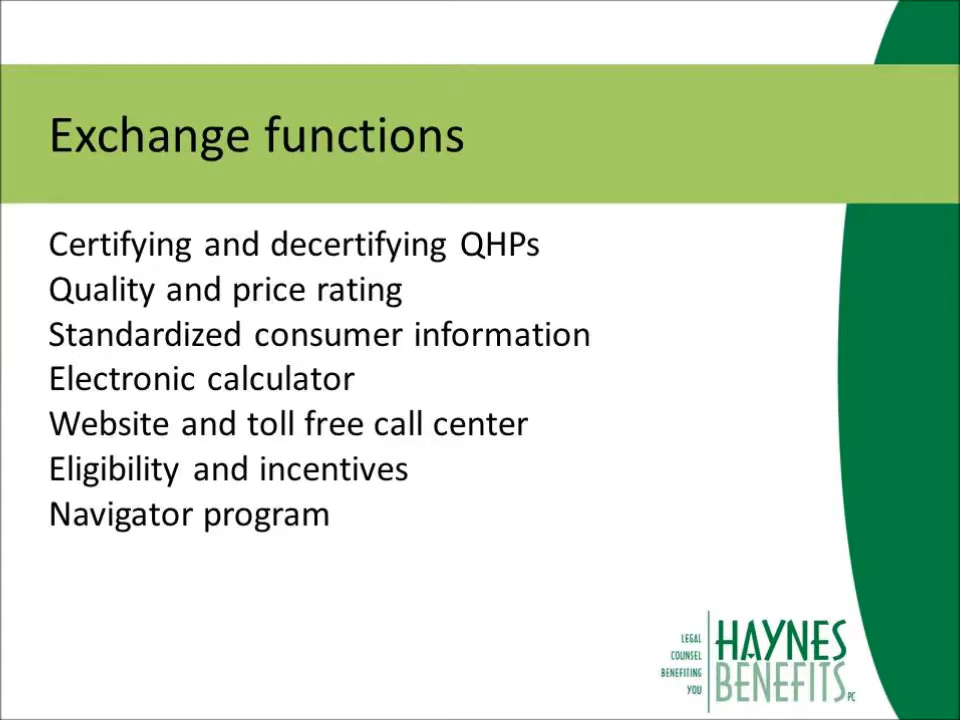 Exchange functions
Certifying and decertifying QHPs
Quality and price rating
Standardized consumer information
Electronic calculator
Website and toll free call center
Eligibility and incentives
Navigator program
LEGAL
COUNSEL
BENEFITING
YOU
HAYNES
BENEFITS PC